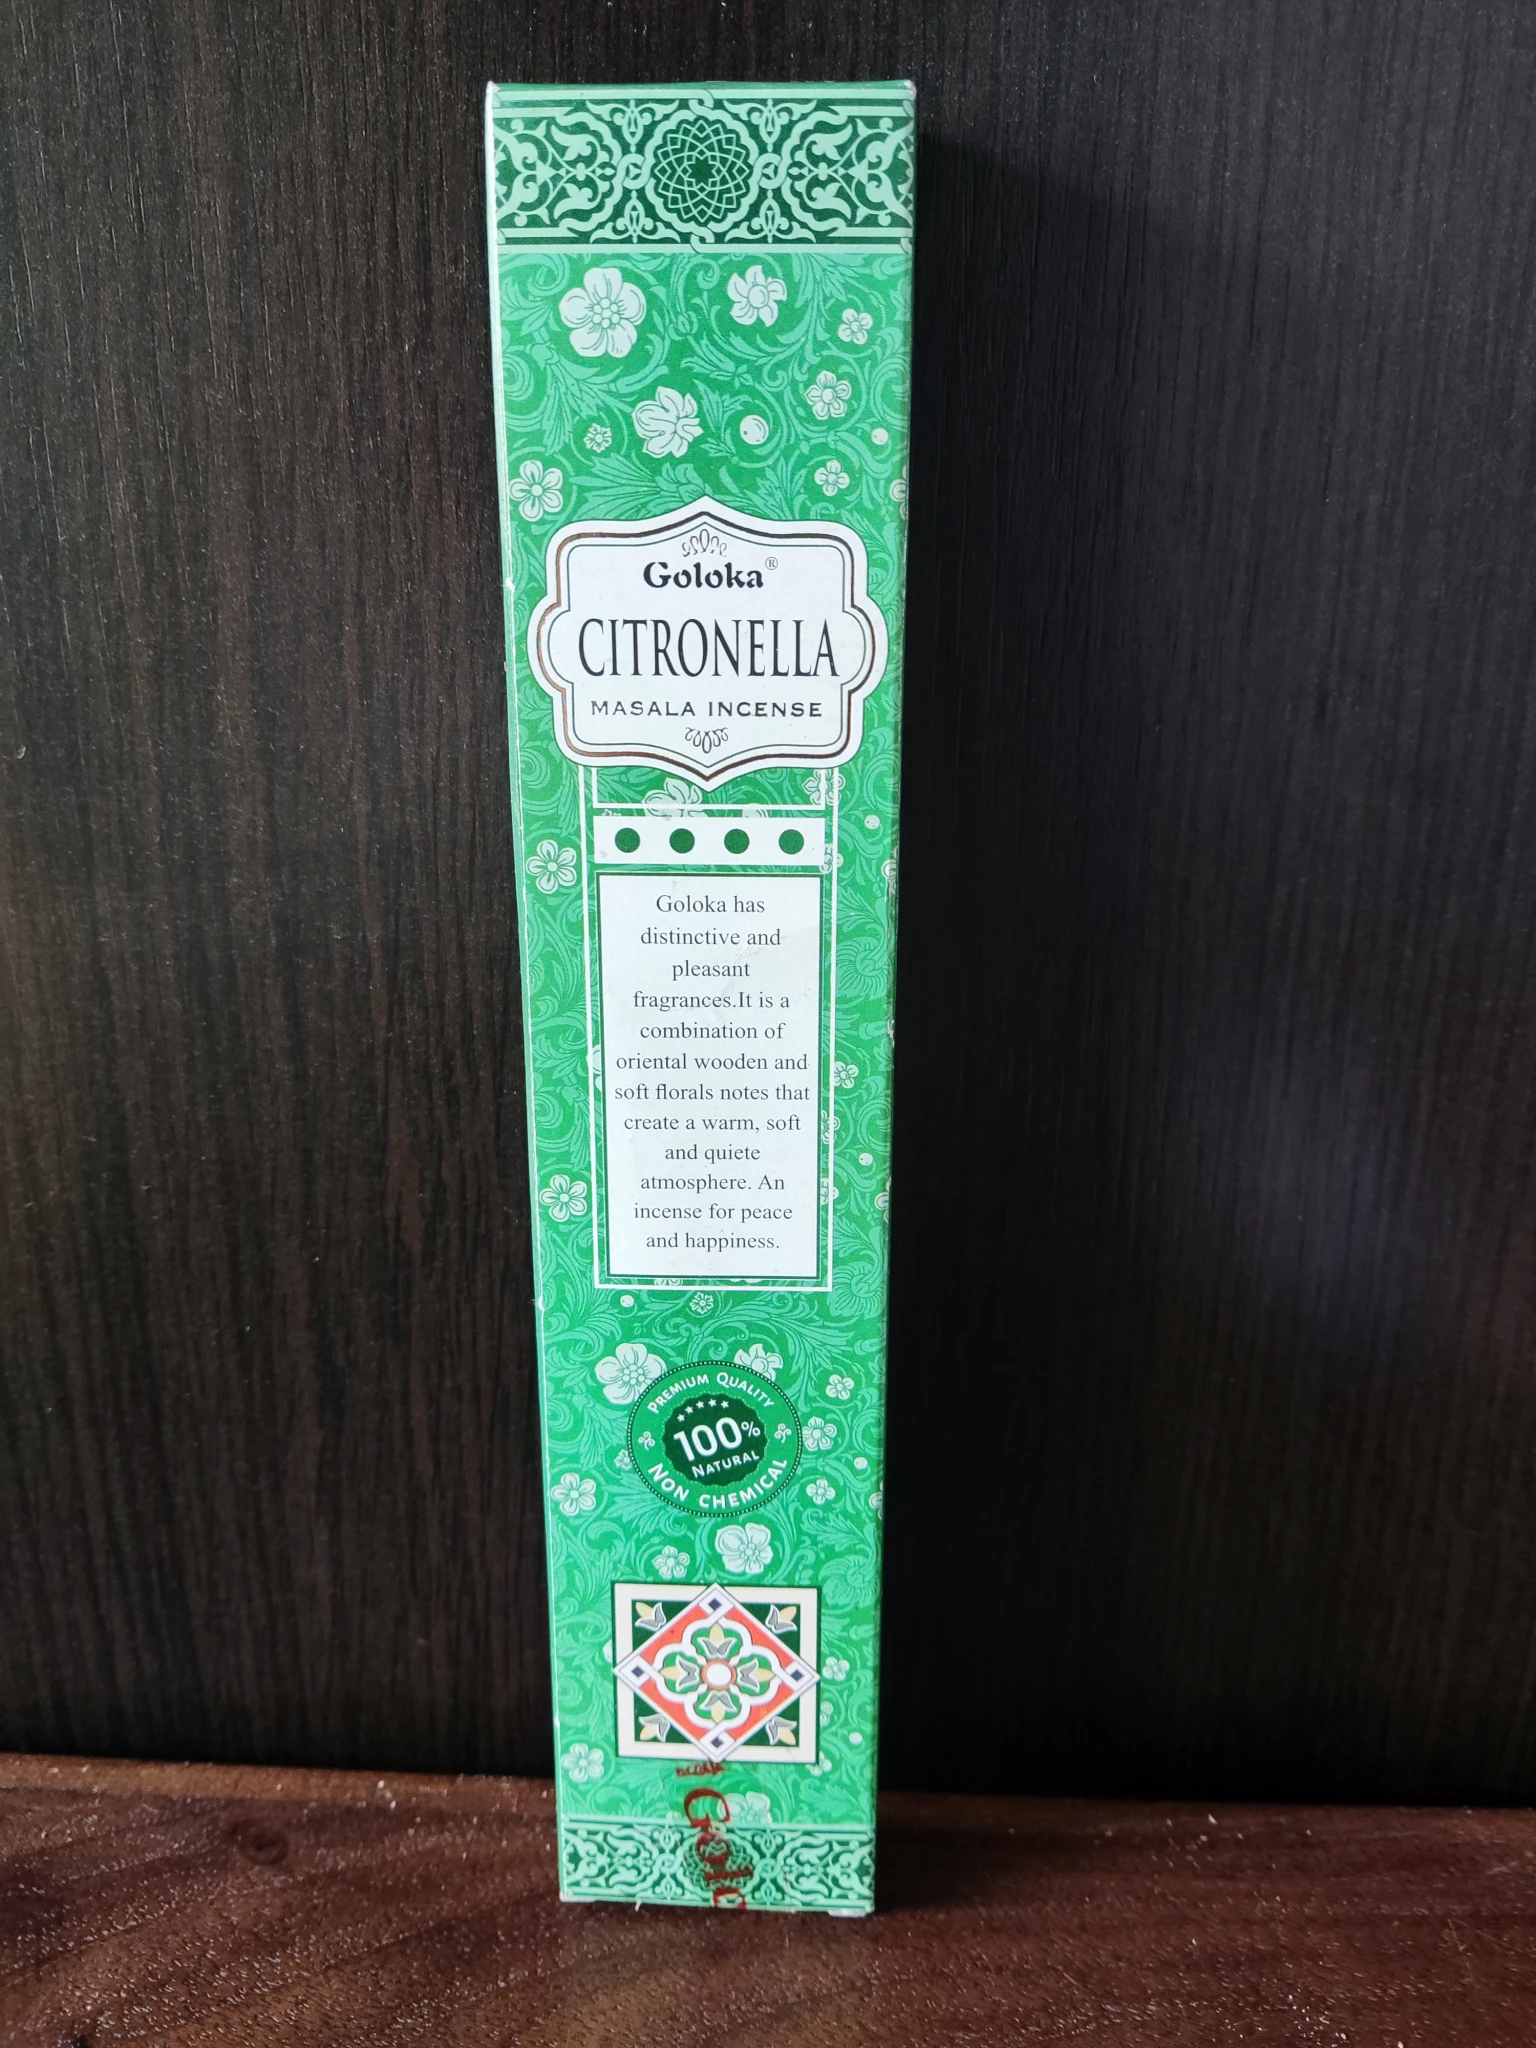 Goloka®
CITRONELLA
MASALA INCENSE
Goloka has
distinctive and
pleasant
fragrances.It is a
combination of
oriental wooden and
soft florals notes that
create a warm, soft
and quiete
atmosphere. An
incense for peace
and happiness.
PREMIUM QUALITY
100%
NATURAL
NON CHEMICAL